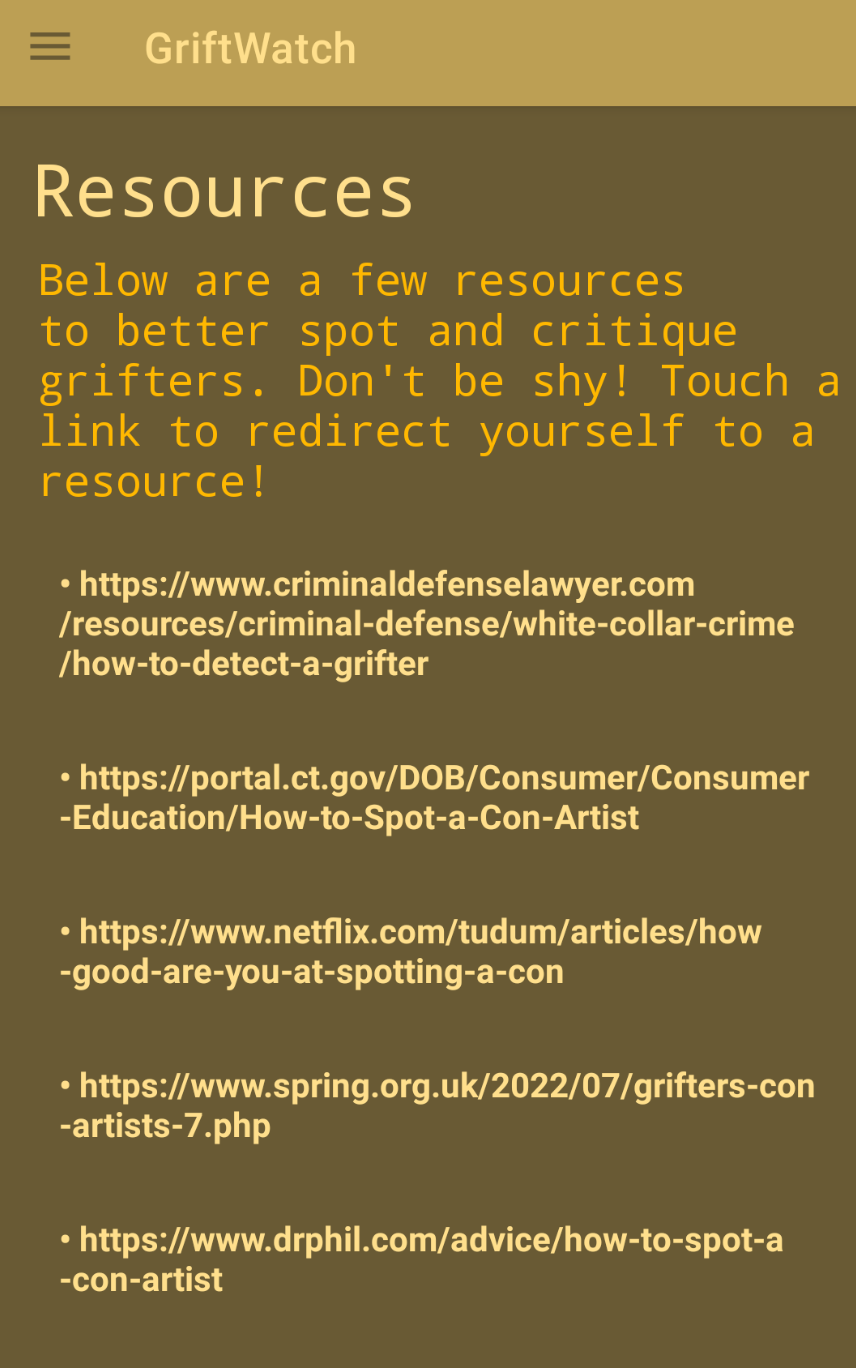 GriftWatch
Resources
Below are a few resources
to better spot and critique
grifters. Don't be shy! Touch a
link to redirect yourself to a
resource!
• https://www.criminaldefenselawyer.com
/resources/criminal-defense/white-collar-crime
/how-to-detect-a-grifter
• https://portal.ct.gov/DOB/Consumer/Consumer
-Education/How-to-Spot-a-Con-Artist
• https://www.netflix.com/tudum/articles/how
-good-are-you-at-spotting-a-con
• https://www.spring.org.uk/2022/07/grifters-con
-artists-7.php
• https://www.drphil.com/advice/how-to-spot-a
-con-artist